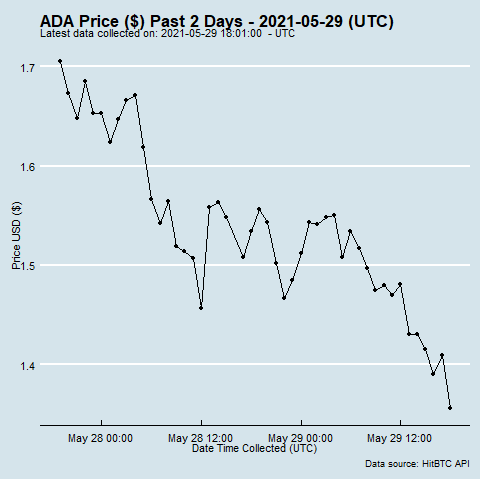 ADA Price ($) Past 2 Days - 2021-05-29 (UTC)
Latest data collected on: 2021-05-29 18:01:00 - UTC
1.7
1.6
1.5
1.4
Price USD ($)
May 28 00:00
May 28 12:00
May 29 00:00
May 29 12:00
Date Time Collected (UTC)
Data source: HitBTC API